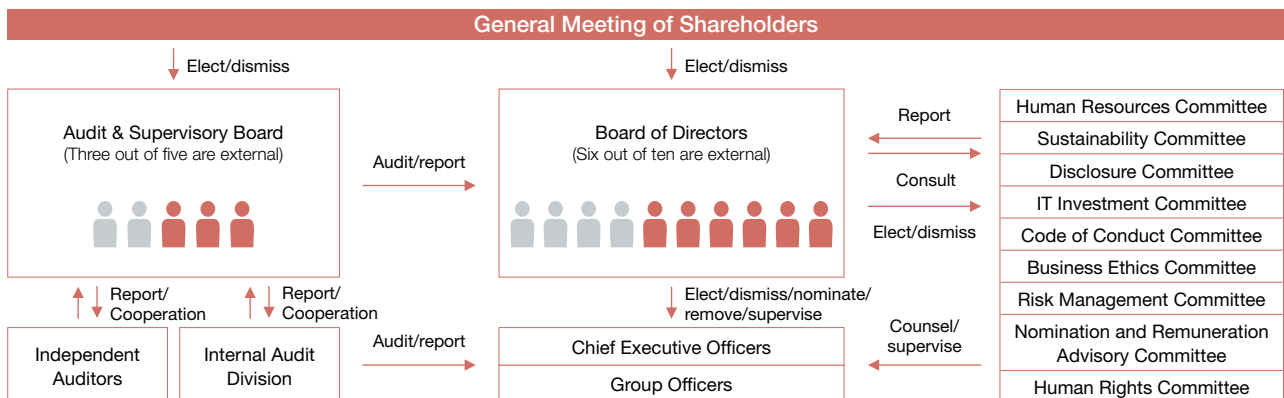 General Meeting of Shareholders
Elect/dismiss
Elect/dismiss
Audit & Supervisory Board
(Three out of five are external)
Audit/report
Board of Directors
(Six out of ten are external)
Report
Consult
Elect/dismiss
Human Resources Committee
Sustainability Committee
Disclosure Committee
IT Investment Committee
Code of Conduct Committee
Business Ethics Committee
Risk Management Committee
Nomination and Remuneration
Advisory Committee
Human Rights Committee
Report/
Cooperation
Report/
Cooperation
Elect/dismiss/nominate/
remove/supervise
Counsel/
supervise
Independent
Auditors
Internal Audit
Division
Audit/report
Chief Executive Officers
Group Officers